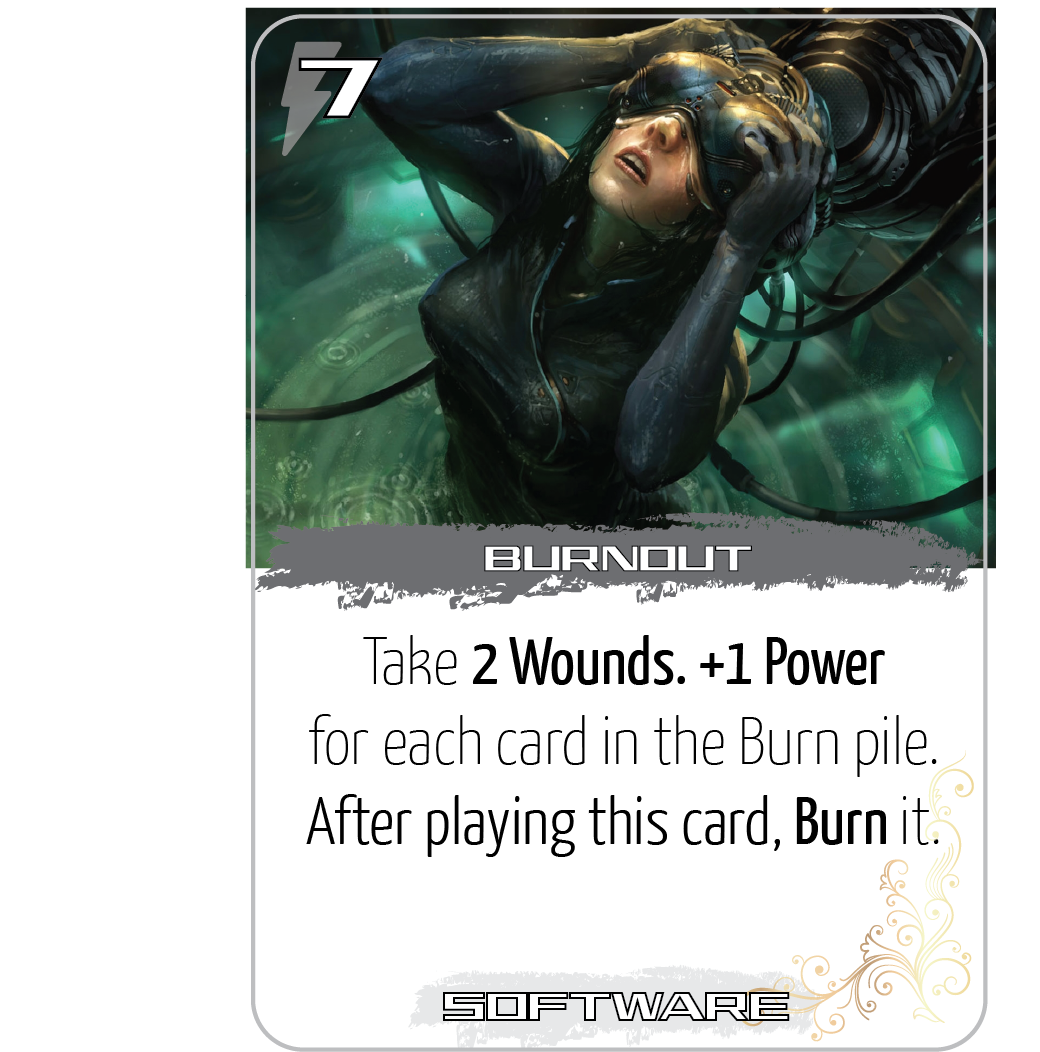 7
BURNOUT
Take 2 Wounds. +1 Power
for each card in the Burn pile.
After playing this card, Burn it.
SOFTWARE